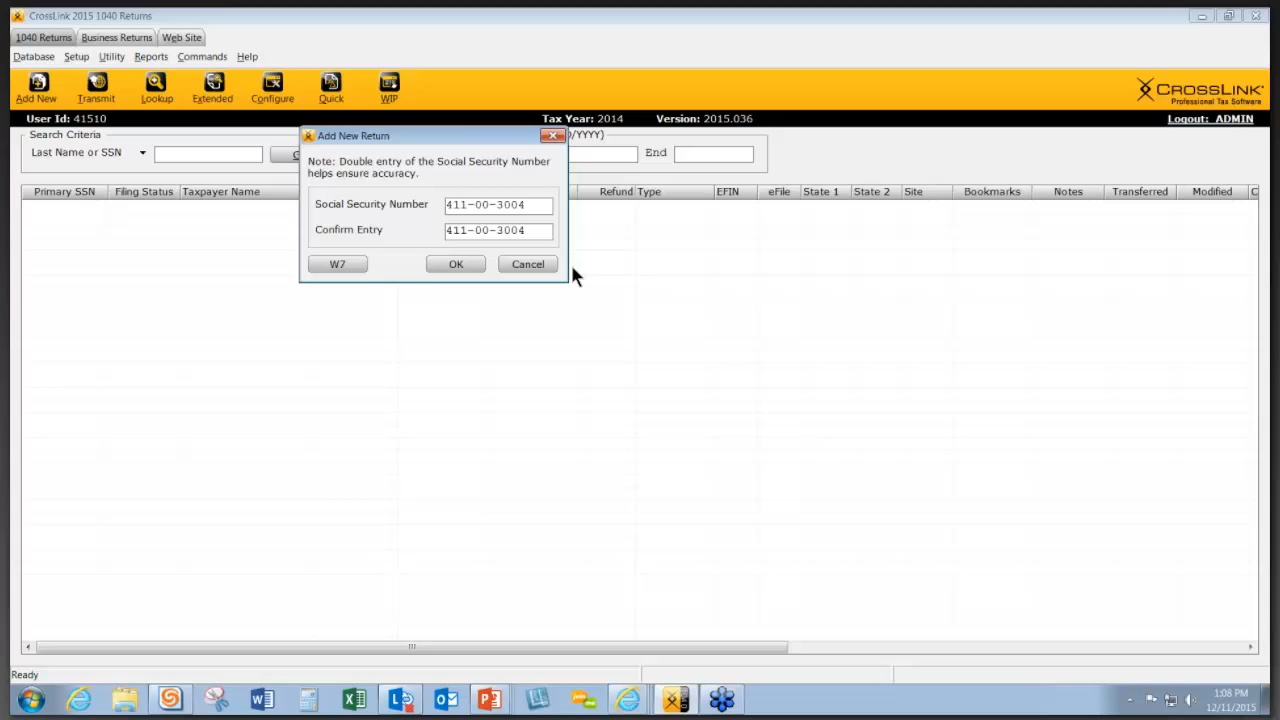 CrossLink 2015 1040 Returns
1040 Returns Business Returns Web Site
Database Setup Utility Reports Commands Help
Add New Transmit Lookup Extended Configure Quick WIP
CROSSLINK
Professional Tax Software
User Id: 41510 Tax Year: 2014 Version: 2015.036 Logout: ADMIN
Search Criteria
Last Name or SSN End
Primary SSN Filing Status Taxpayer Name Refund Type EFIN eFile State 1 State 2 Site Bookmarks Notes Transferred Modified
Add New Return
Note: Double entry of the Social Security Number
helps ensure accuracy.
Social Security Number 411-00-3004
Confirm Entry 411-00-3004
W7 OK Cancel
Ready
1:08 PM
12/11/2015